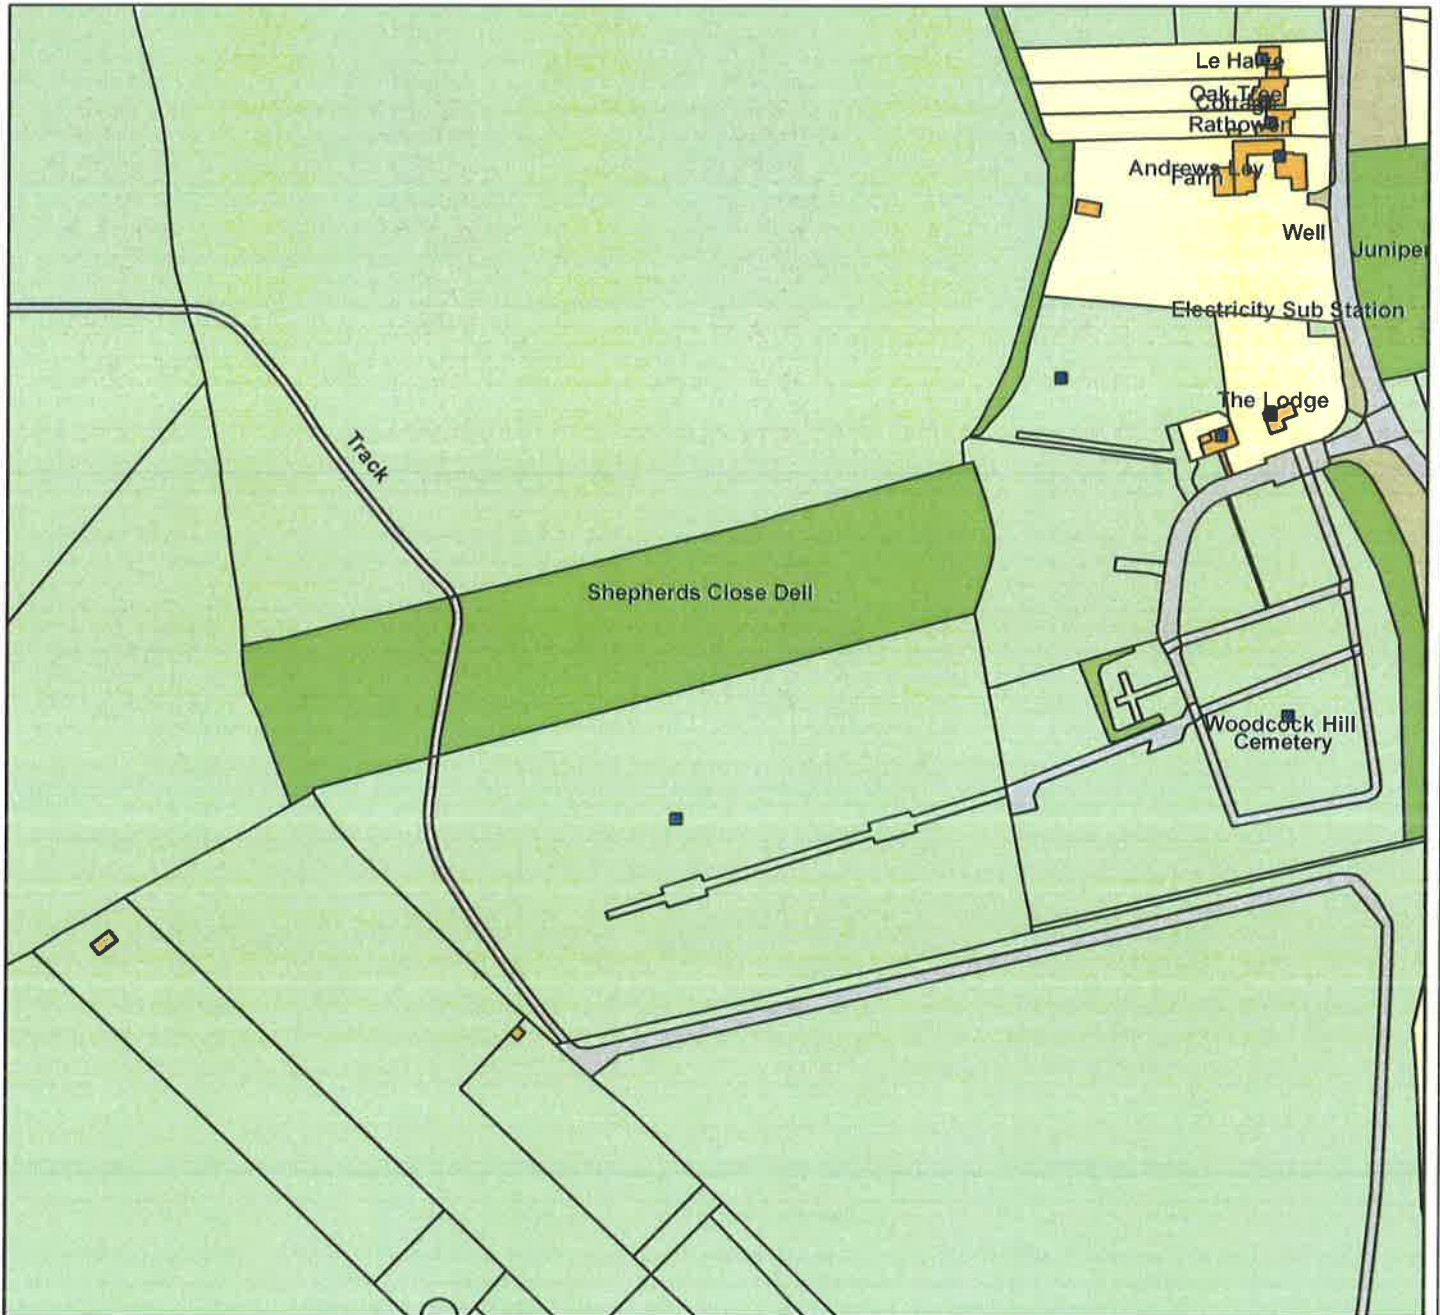 Le Havre
Oak Tree
Cottage
Rathowen
Andrews Ley
Farm
Well
Juniper
Electricity Sub Station
The Lodge
Track
Shepherds Close Dell
Woodcock Hill
Cemetery